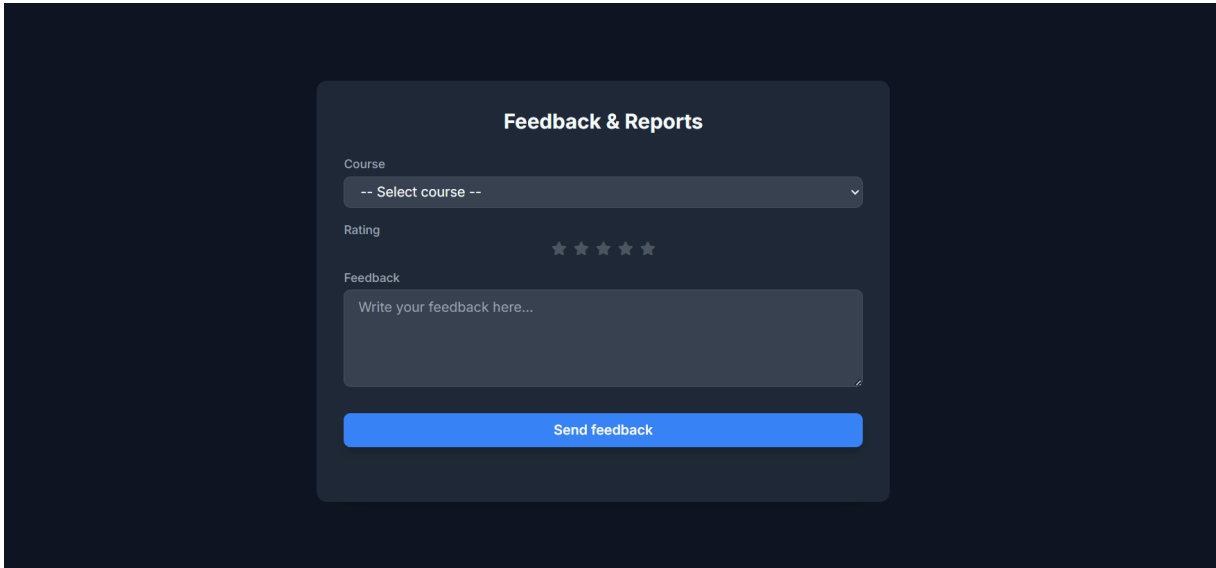 Feedback & Reports
Course
-- Select course --
Rating
Feedback
Write your feedback here...
Send feedback